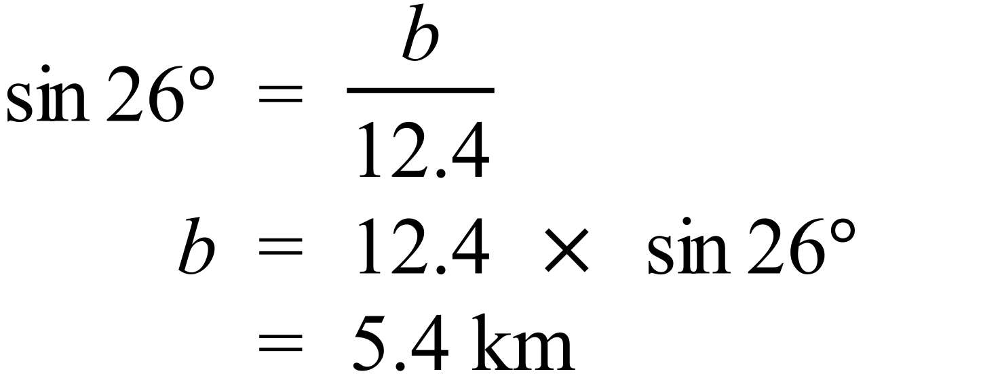 sin 26° = b/12.4
b = 12.4 × sin 26°
= 5.4 km